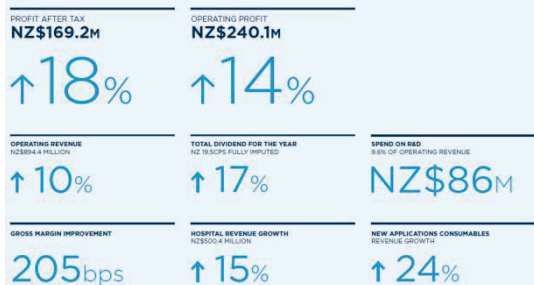 PROFIT AFTER TAX
NZ$169.2M
↑18%
OPERATING PROFIT
NZ$240.1M
↑14%
OPERATING REVENUE
NZ$894.4 MILLION
↑ 10%
TOTAL DIVIDEND FOR THE YEAR
NZ 19.5CPS FULLY IMPUTED
↑ 17%
SPEND ON R&D
9.6% OF OPERATING REVENUE
NZ$86M
GROSS MARGIN IMPROVEMENT
205bps
HOSPITAL REVENUE GROWTH
NZ$500.4 MILLION
↑ 15%
NEW APPLICATIONS CONSUMABLES
REVENUE GROWTH
↑ 24%